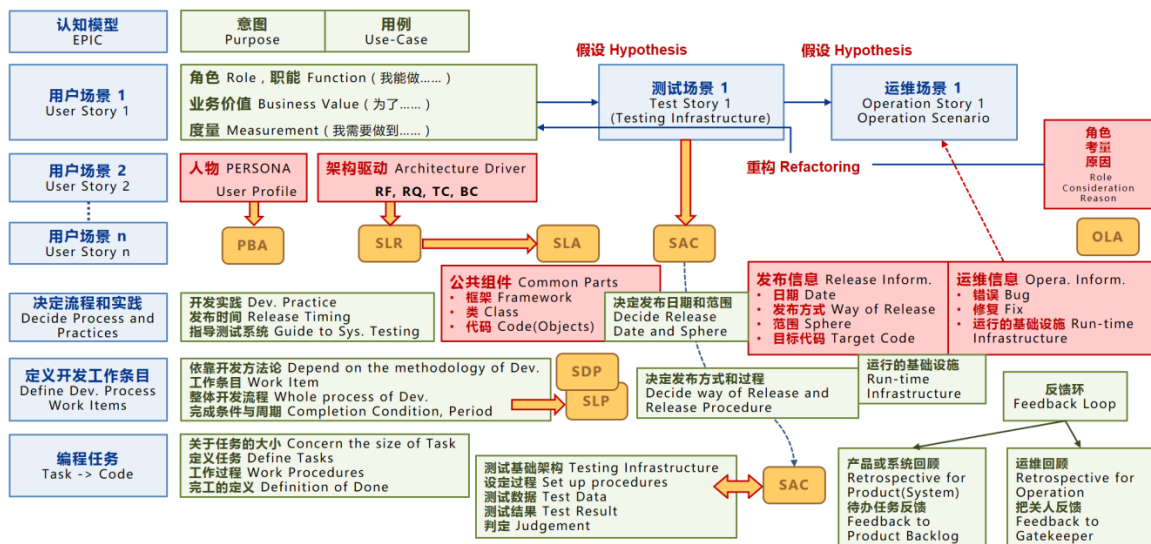 认知模型
EPIC
意图
Purpose
用例
Use-Case
假设 Hypothesis
假设 Hypothesis
用户场景 1
User Story 1
角色 Role , 职能 Function ( 我能做…… )
业务价值 Business Value ( 为了…… )
度量 Measurement ( 我需要做到…… )
测试场景 1
Test Story 1
(Testing Infrastructure)
运维场景 1
Operation Story 1
Operation Scenario
重构 Refactoring
角色
考量
原因
Role
Consideration
Reason
用户场景 2
User Story 2
人物 PERSONA
User Profile
架构驱动 Architecture Driver
RF, RQ, TC, BC
用户场景 n
User Story n
PBA
SLR
SLA
SAC
OLA
决定流程和实践
Decide Process and
Practices
开发实践 Dev. Practice
发布时间 Release Timing
指导测试系统 Guide to Sys. Testing
公共组件 Common Parts
• 框架 Framework
• 类 Class
• 代码 Code(Objects)
决定发布日期和范围
Decide Release
Date and Sphere
发布信息 Release Inform.
• 日期 Date
• 发布方式 Way of Release
• 范围 Sphere
• 目标代码 Target Code
运维信息 Opera. Inform.
• 错误 Bug
• 修复 Fix
• 运行的基础设施 Run-time
Infrastructure
定义开发工作条目
Define Dev. Process
Work Items
依靠开发方法论 Depend on the methodology of Dev.
工作条目 Work Item
整体开发流程 Whole process of Dev.
完成条件与周期 Completion Condition, Period
SDP
SLP
决定发布方式和过程
Decide way of Release and
Release Procedure
运行的基础设施
Run-time
Infrastructure
反馈环
Feedback Loop
编程任务
Task -> Code
关于任务的大小 Concern the size of Task
定义任务 Define Tasks
工作过程 Work Procedures
完工的定义 Definition of Done
测试基础架构 Testing Infrastructure
设定过程 Set up procedures
测试数据 Test Data
测试结果 Test Result
判定 Judgement
SAC
产品或系统回顾
Retrospective for
Product(System)
待办任务反馈
Feedback to
Product Backlog
运维回顾
Retrospective for
Operation
把关人反馈
Feedback to
Gatekeeper